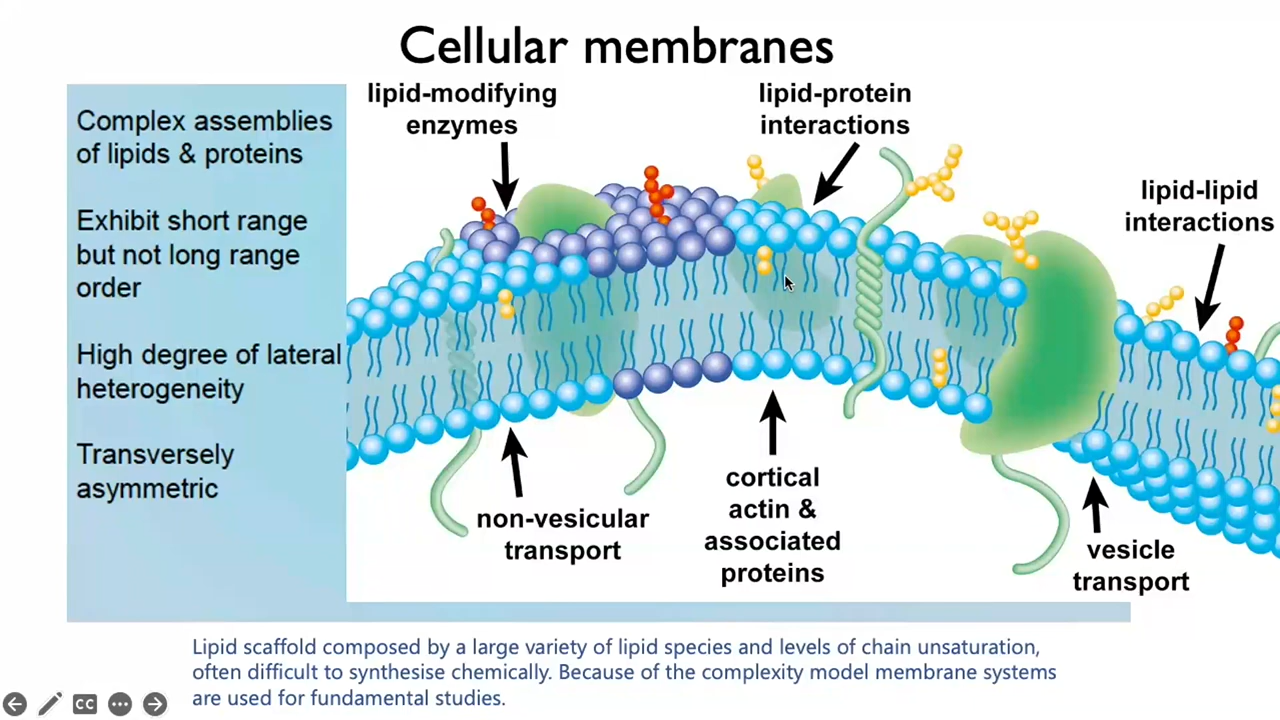 Cellular membranes
Complex assemblies
of lipids & proteins
Exhibit short range
but not long range
order
High degree of lateral
heterogeneity
Transversely
asymmetric
lipid-modifying
enzymes
lipid-protein
interactions
lipid-lipid
interactions
non-vesicular
transport
cortical
actin &
associated
proteins
vesicle
transport
Lipid scaffold composed by a large variety of lipid species and levels of chain unsaturation,
often difficult to synthesise chemically. Because of the complexity model membrane systems
are used for fundamental studies.
CC